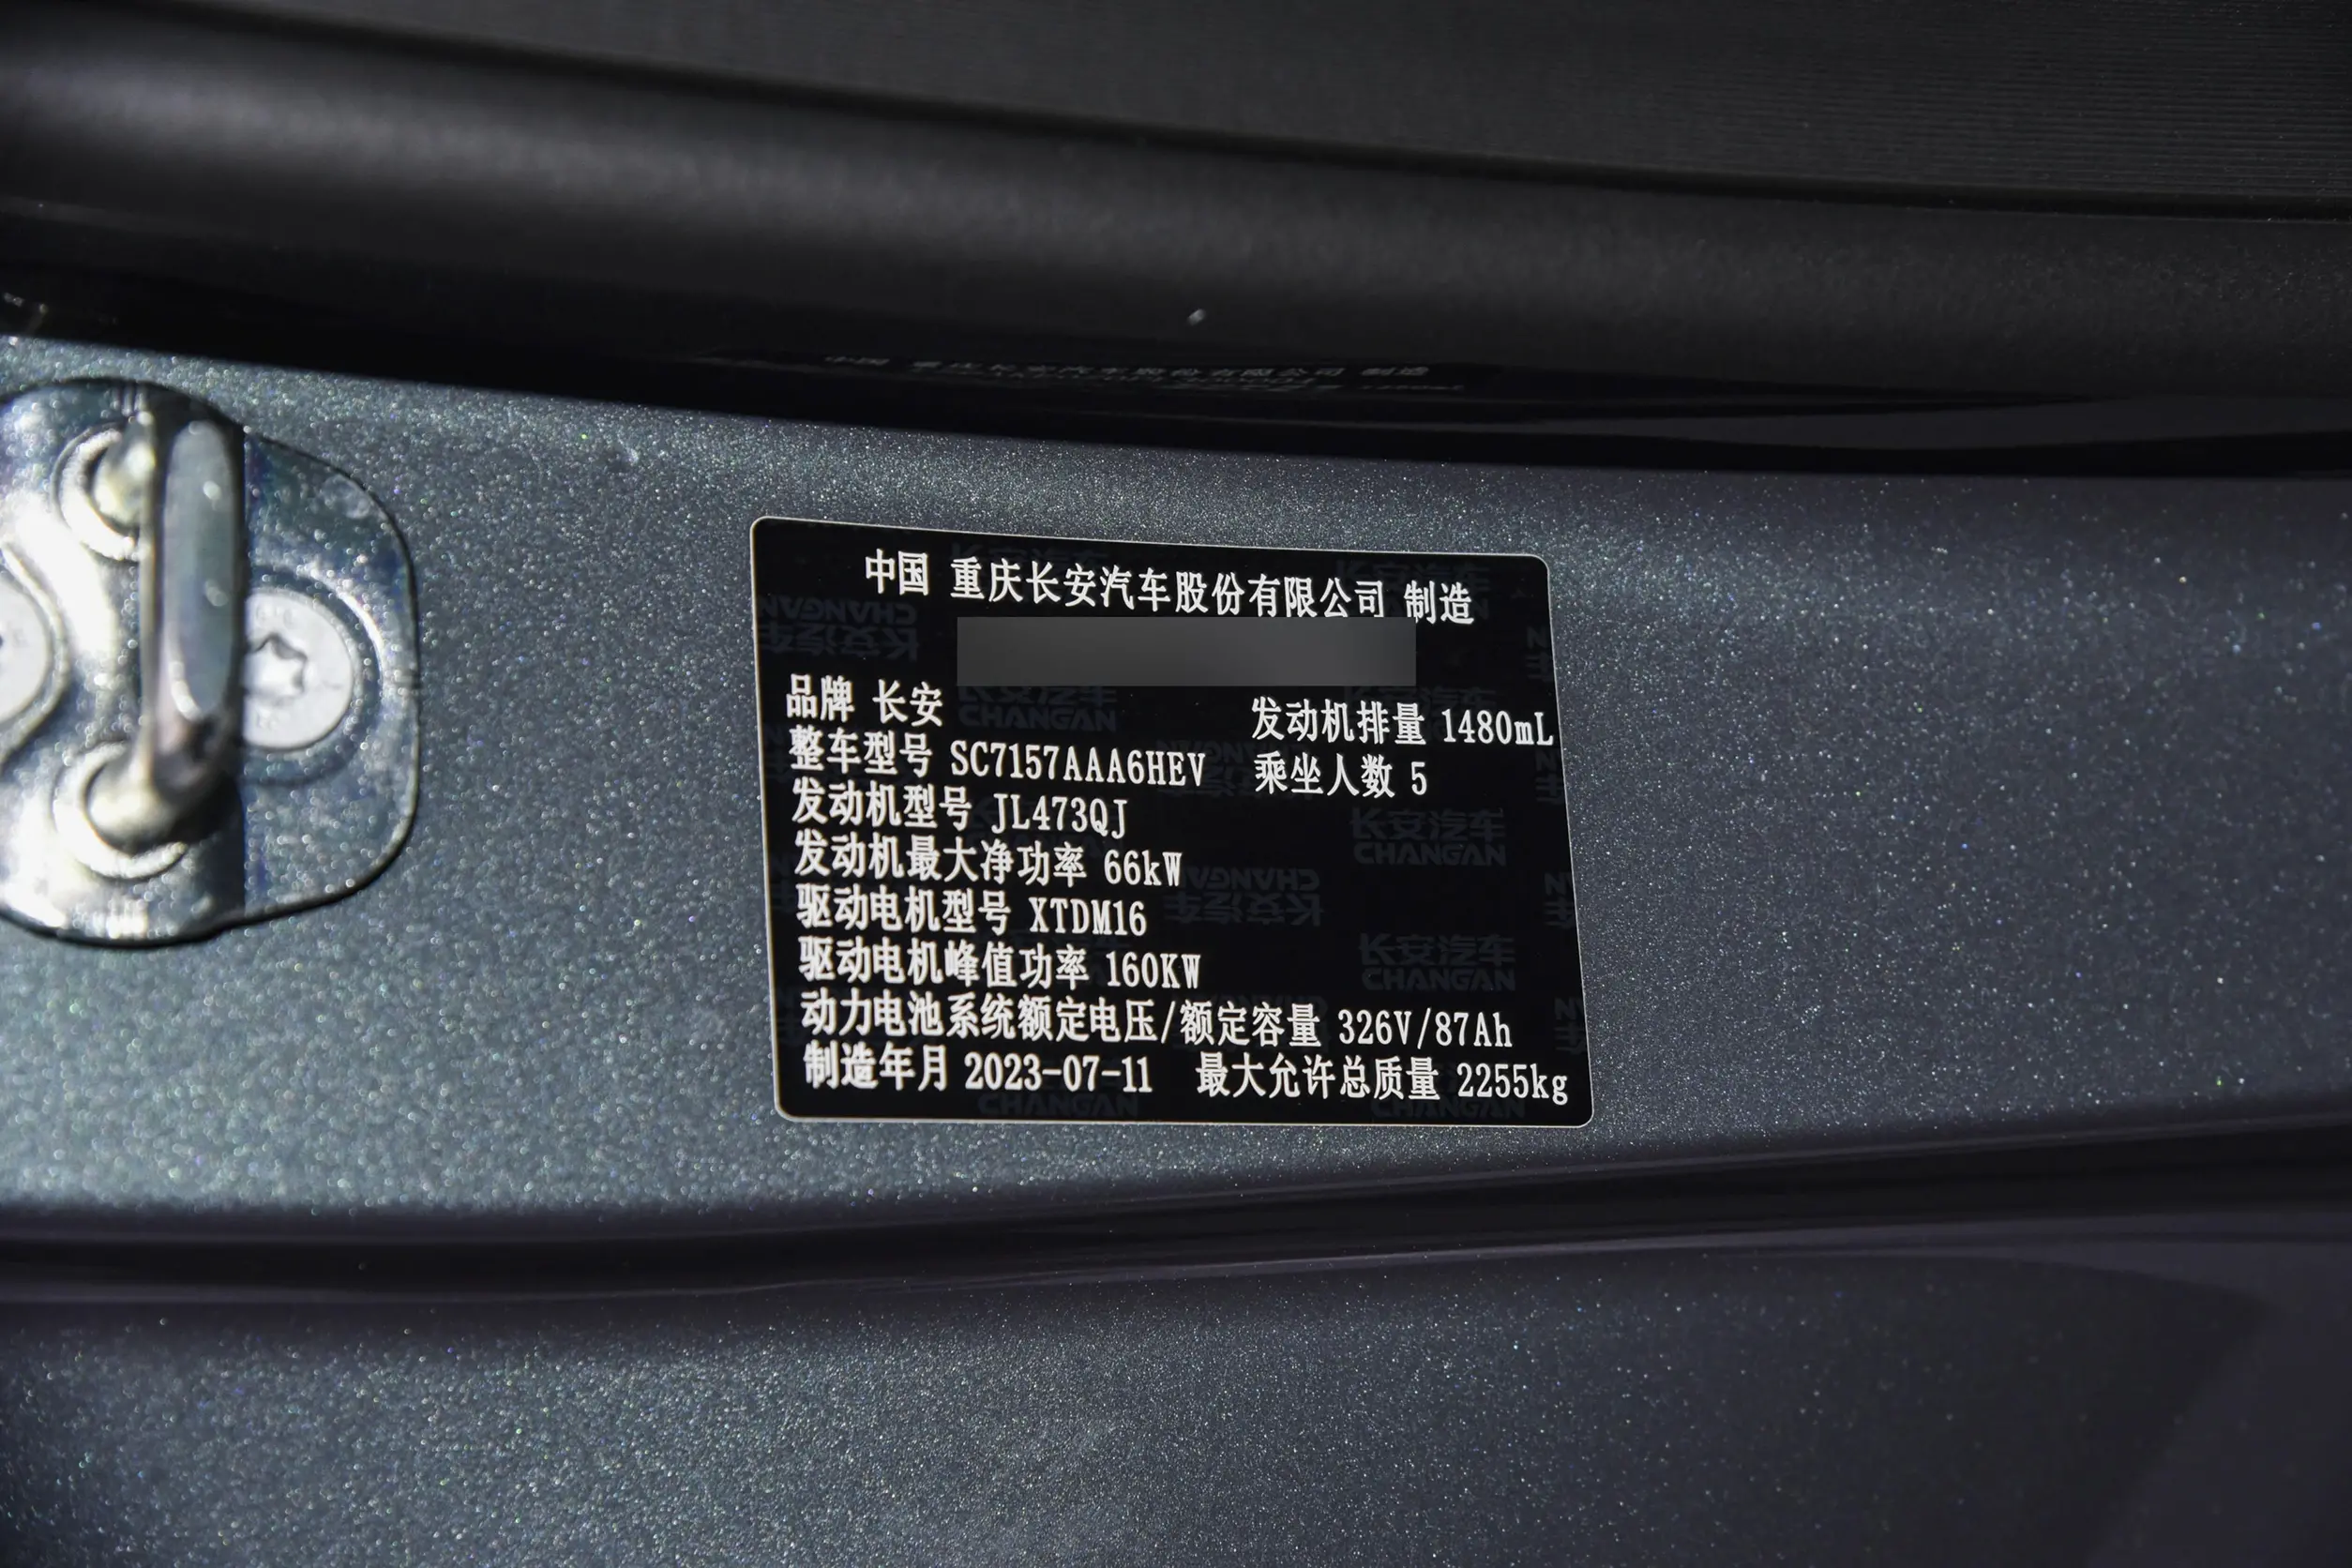 中国 重庆长安汽车股份有限公司 制造
品牌 长安 发动机排量 1480mL
整车型号 SC7157AAA6HEV 乘坐人数 5
发动机型号 JL473QJ
发动机最大净功率 66kW
驱动电机型号 XTDM16
驱动电机峰值功率 160KW
动力电池系统额定电压/额定容量 326V/87Ah
制造年月 2023-07-11 最大允许总质量 2255kg
长安汽车
CHANGAN